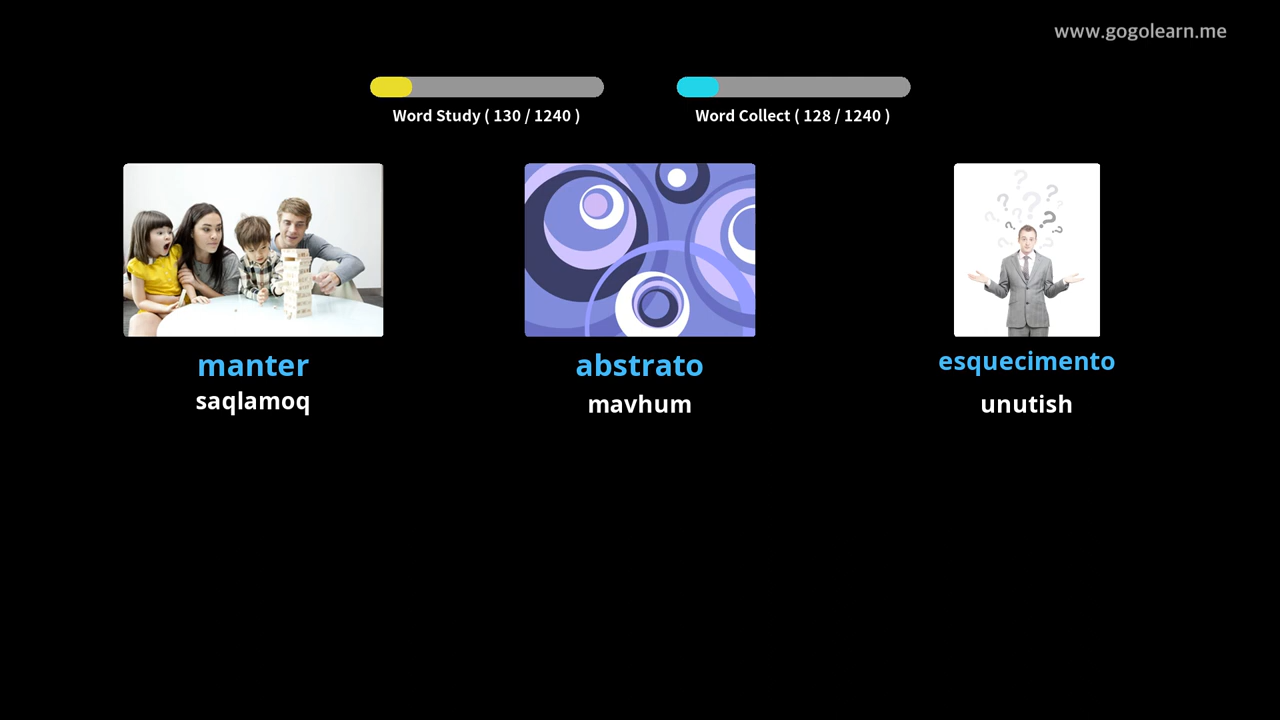 www.gogolearn.me
Word Study ( 130 / 1240 )
Word Collect ( 128 / 1240 )
manter
saqlamoq
abstrato
mavhum
esquecimento
unutish